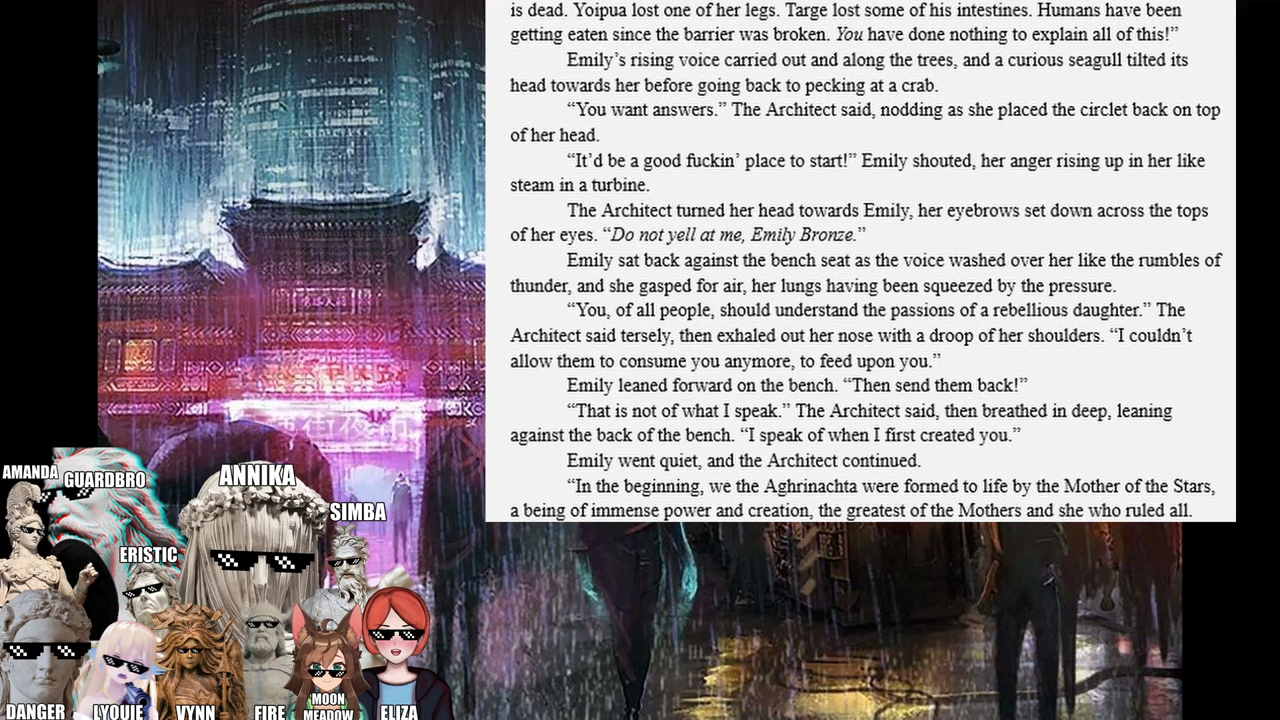 is dead. Yoipua lost one of her legs. Targe lost some of his intestines. Humans have been
getting eaten since the barrier was broken. You have done nothing to explain all of this!”
Emily’s rising voice carried out and along the trees, and a curious seagull tilted its
head towards her before going back to pecking at a crab.
“You want answers.” The Architect said, nodding as she placed the circlet back on top
of her head.
“It’d be a good fuckin’ place to start!” Emily shouted, her anger rising up in her like
steam in a turbine.
The Architect turned her head towards Emily, her eyebrows set down across the tops
of her eyes. “Do not yell at me, Emily Bronze.”
Emily sat back against the bench seat as the voice washed over her like the rumbles of
thunder, and she gasped for air, her lungs having been squeezed by the pressure.
“You, of all people, should understand the passions of a rebellious daughter.” The
Architect said tersely, then exhaled out her nose with a droop of her shoulders. “I couldn’t
allow them to consume you anymore, to feed upon you.”
Emily leaned forward on the bench. “Then send them back!”
“That is not of what I speak.” The Architect said, then breathed in deep, leaning
against the back of the bench. “I speak of when I first created you.”
Emily went quiet, and the Architect continued.
“In the beginning, we the Aghrinachta were formed to life by the Mother of the Stars,
a being of immense power and creation, the greatest of the Mothers and she who ruled all.
AMANDA
GUARDBRO
ANNIKA
SIMBA
ERISTIC
DANGER
LYQUIE
VYNN
FIRE
MOON
MEADOW
ELIZA